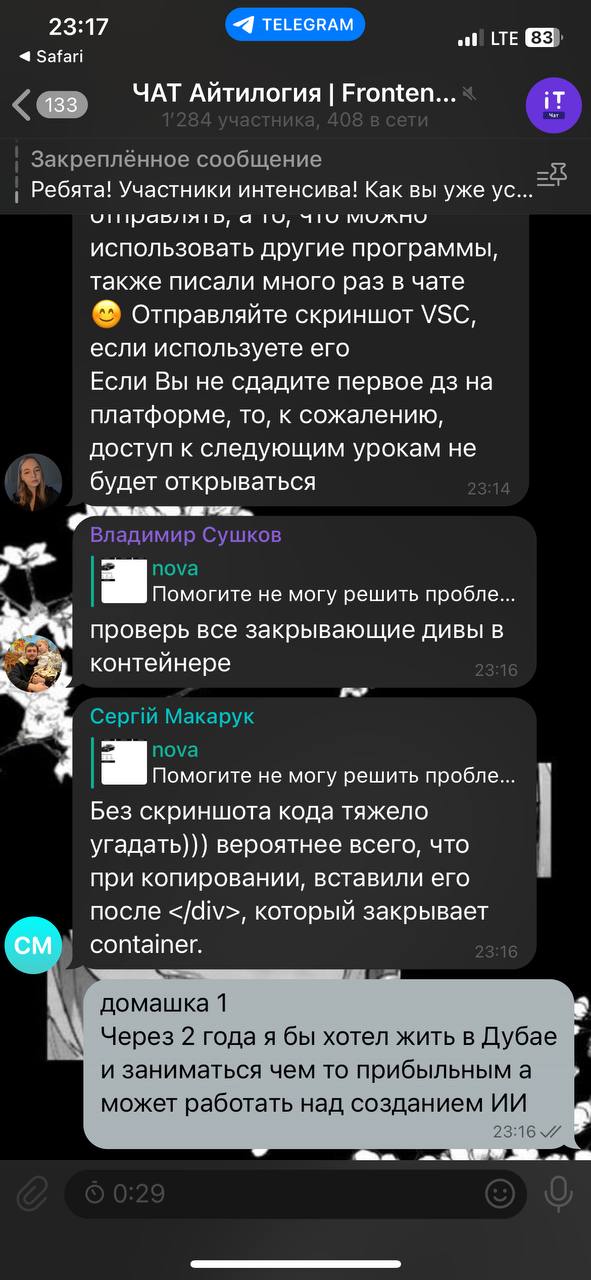 23:17
TELEGRAM
LTE 83
Safari
133
ЧАТ Айтилогия | Fronten...
1'284 участника, 408 в сети
iT
Чат
Закреплённое сообщение
Ребята! Участники интенсива! Как вы уже ус...
отправлять, а то, что можно
использовать другие программы,
также писали много раз в чате
😊 Отправляйте скриншот VSC,
если используете его
Если Вы не сдадите первое дз на
платформе, то, к сожалению,
доступ к следующим урокам не
будет открываться
23:14
Владимир Сушков
nova
Помогите не могу решить пробле...
проверь все закрывающие дивы в
контейнере
23:16
Сергій Макарук
nova
Помогите не могу решить пробле...
Без скриншота кода тяжело
угадать))) вероятнее всего, что
при копировании, вставили его
после </div>, который закрывает
container.
23:16
СМ
домашка 1
Через 2 года я бы хотел жить в Дубае
и заниматься чем то прибыльным а
может работать над созданием ИИ
23:16
0:29